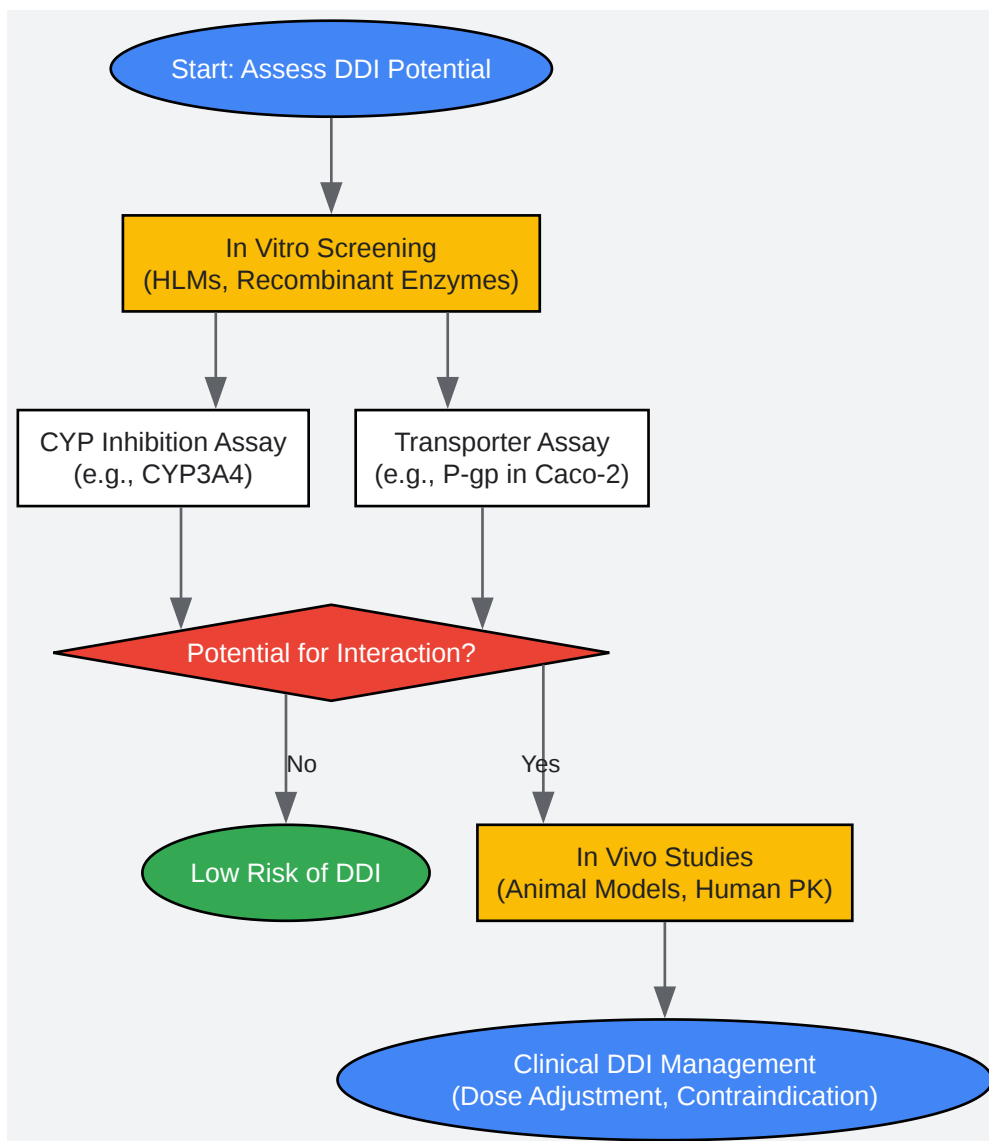 Start: Assess DDI Potential
In Vitro Screening
(HLMs, Recombinant Enzymes)
CYP Inhibition Assay
(e.g., CYP3A4)
Transporter Assay
(e.g., P-gp in Caco-2)
Potential for Interaction?
No
Yes
Low Risk of DDI
In Vivo Studies
(Animal Models, Human PK)
Clinical DDI Management
(Dose Adjustment, Contraindication)